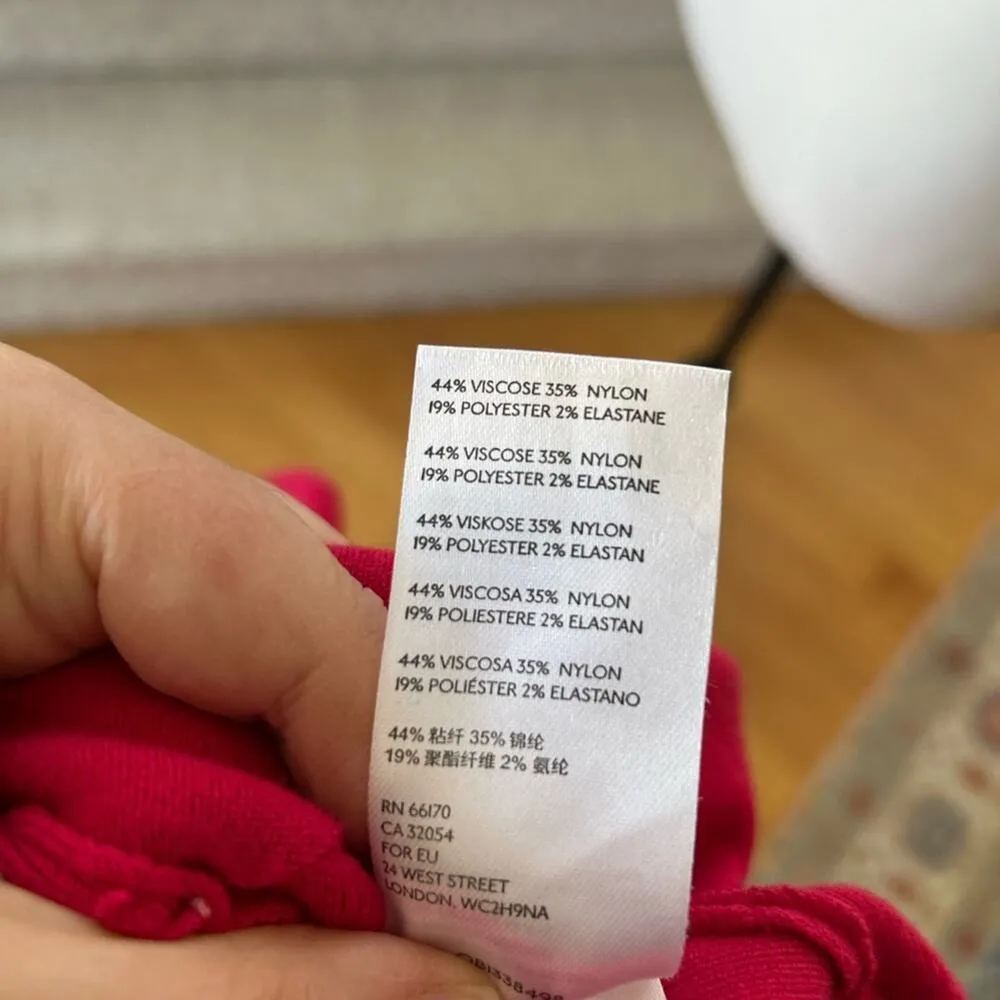 44% VISCOSE 35% NYLON
19% POLYESTER 2% ELASTANE
44% VISCOSE 35% NYLON
19% POLYESTER 2% ELASTANE
44% VISKOSE 35% NYLON
19% POLYESTER 2% ELASTAN
44% VISCOSA 35% NYLON
19% POLIESTERE 2% ELASTAN
44% VISCOSA 35% NYLON
19% POLIÉSTER 2% ELASTANO
44% 粘纤 35% 锦纶
19% 聚酯纤维 2% 氨纶
RN 66170
CA 32054
FOR EU
24 WEST STREET
LONDON, WC2H9NA